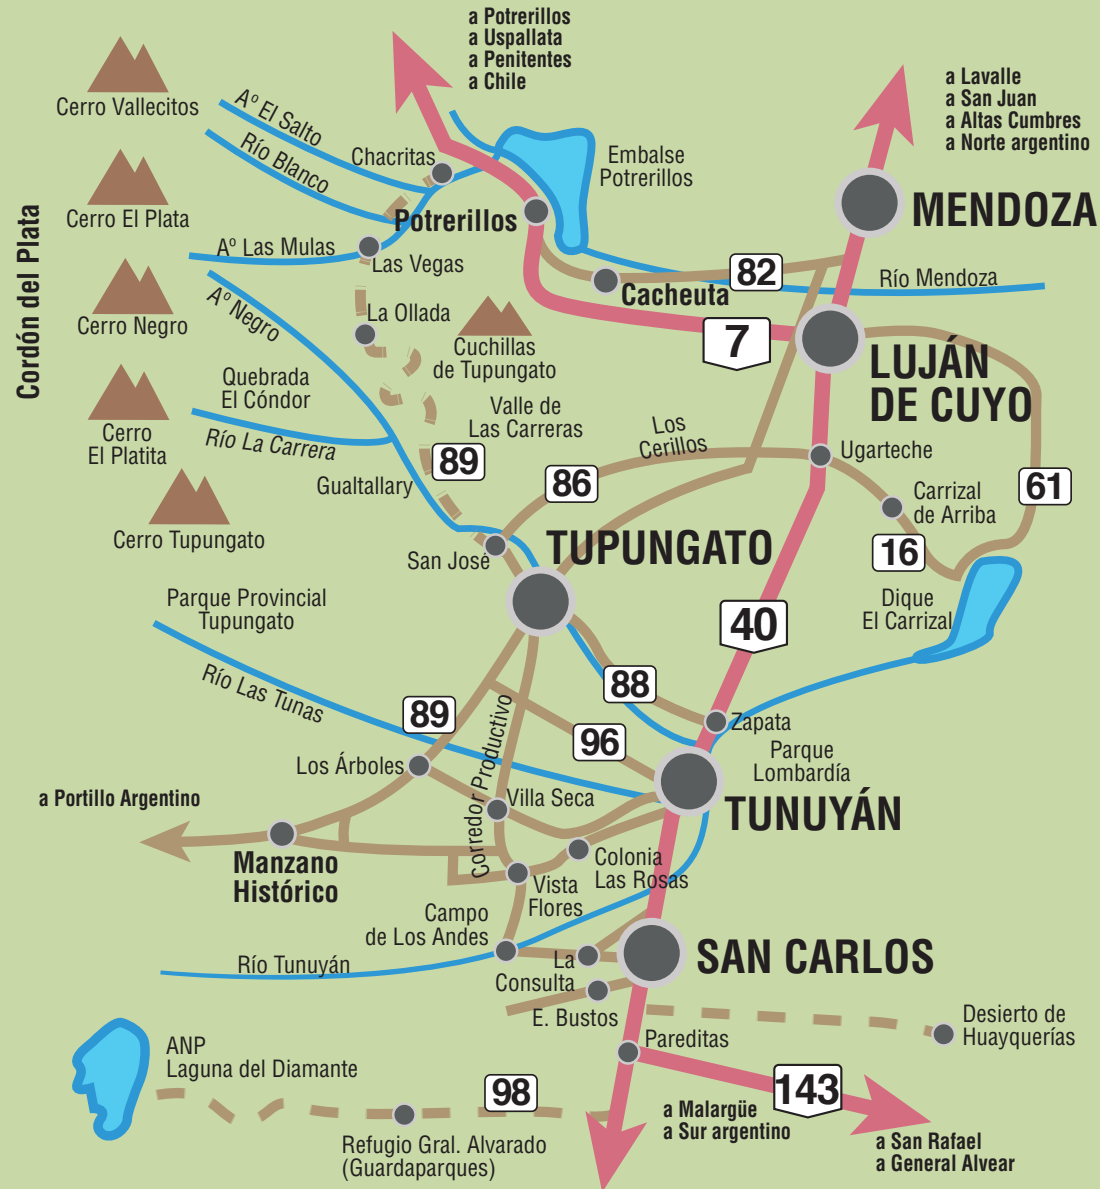 a Potrerillos
a Uspallata
a Penitentes
a Chile
a Lavalle
a San Juan
a Altas Cumbres
a Norte argentino
Cerro Vallecitos
Aº El Salto
Río Blanco
Chacritas
Embalse
Potrerillos
MENDOZA
Cordón del Plata
Cerro El Plata
Potrerillos
Aº Las Mulas
Las Vegas
82
Río Mendoza
Cacheuta
Cerro Negro
Aº Negro
La Ollada
Cuchillas
de Tupungato
7
LUJÁN
DE CUYO
Quebrada
El Cóndor
Cerro
El Platita
Río La Carrera
Valle de
Las Carreras
Los
Cerillos
Ugarteche
89
86
61
Gualtallary
Carrizal
de Arriba
Cerro Tupungato
San José
TUPUNGATO
16
Parque Provincial
Tupungato
Dique
El Carrizal
40
Río Las Tunas
88
89
96
Zapata
Corredor Productivo
Parque
Lombardía
Los Árboles
a Portillo Argentino
Villa Seca
TUNUYÁN
Manzano
Histórico
Colonia
Las Rosas
Vista
Flores
Campo
de Los Andes
Río Tunuyán
La
Consulta
SAN CARLOS
E. Bustos
Desierto de
Huayquerías
Pareditas
ANP
Laguna del Diamante
98
143
a Malargüe
a Sur argentino
Refugio Gral. Alvarado
(Guardaparques)
a San Rafael
a General Alvear